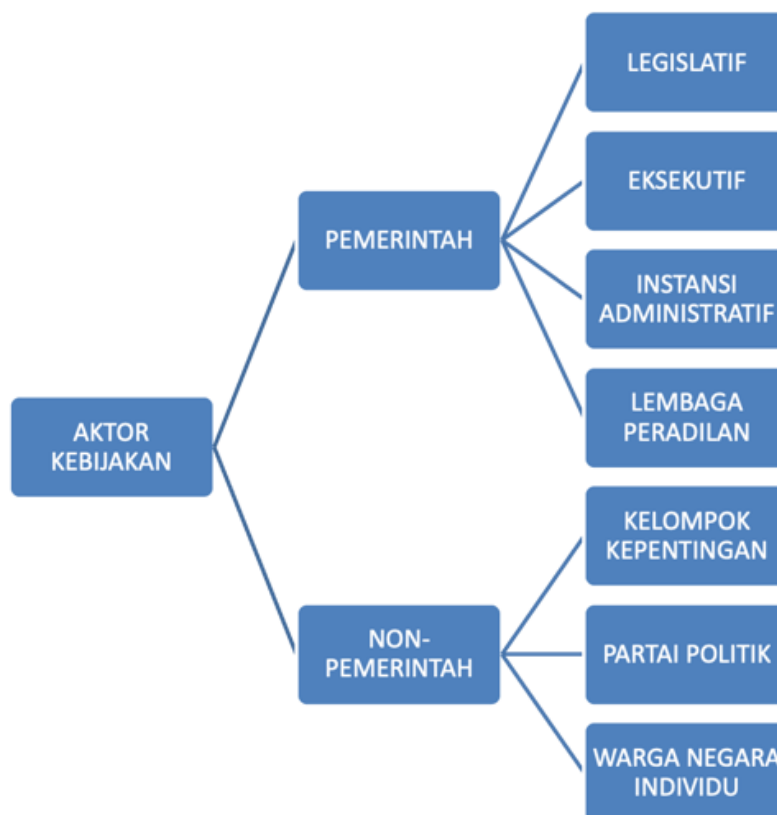 AKTOR
KEBIJAKAN
PEMERINTAH
LEGISLATIF
EKSEKUTIF
INSTANSI
ADMINISTRATIF
LEMBAGA
PERADILAN
NON-
PEMERINTAH
KELOMPOK
KEPENTINGAN
PARTAI POLITIK
WARGA NEGARA
INDIVIDU